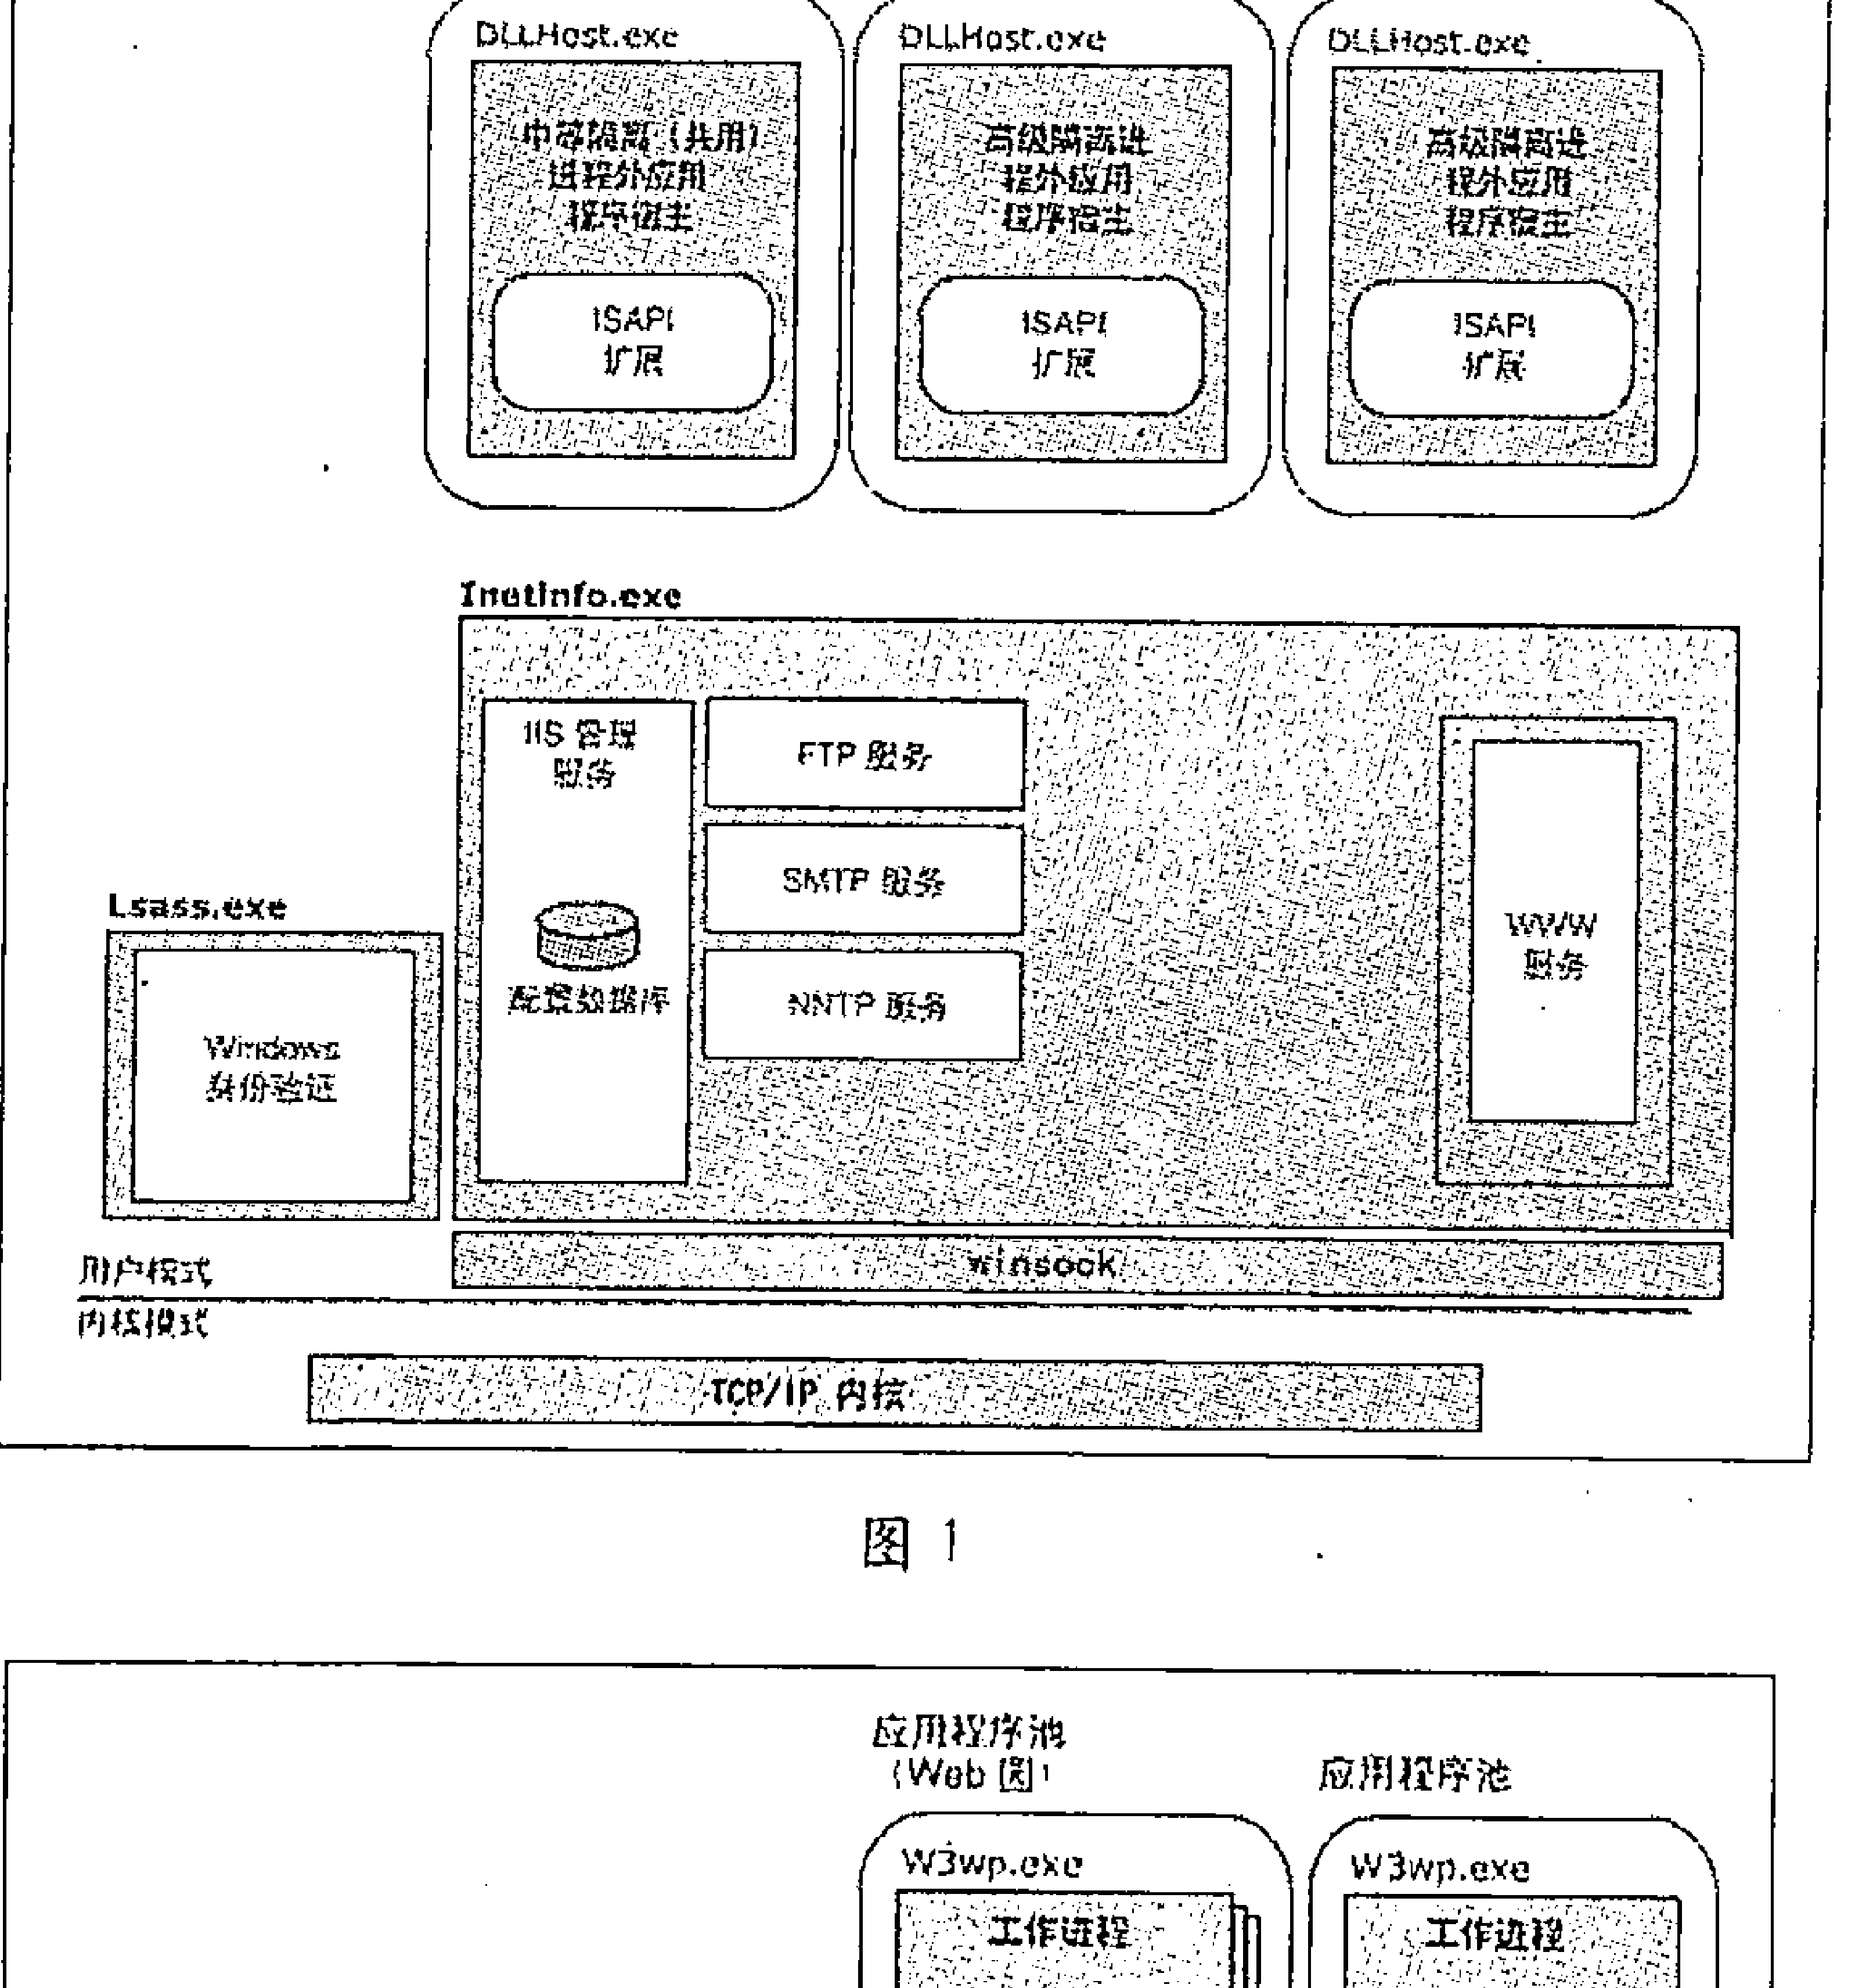 DLLHost.exe
DLLHost.exe
DLLHost.exe
中等隔离（共用）
进程外应用
程序宿主
高级隔离进
程外应用
程序宿主
高级隔离进
程外应用
程序宿主
ISAPI
扩展
ISAPI
扩展
ISAPI
扩展
InetInfo.exe
IIS 管理
服务
FTP 服务
SMTP 服务
Lsass.exe
WWW
服务
配置数据库
NNTP 服务
Windows
身份验证
用户模式
winsock
内核模式
TCP/IP 内核
图 1
应用程序池
（Web 园）
应用程序池
W3wp.exe
W3wp.exe
工作进程
工作进程